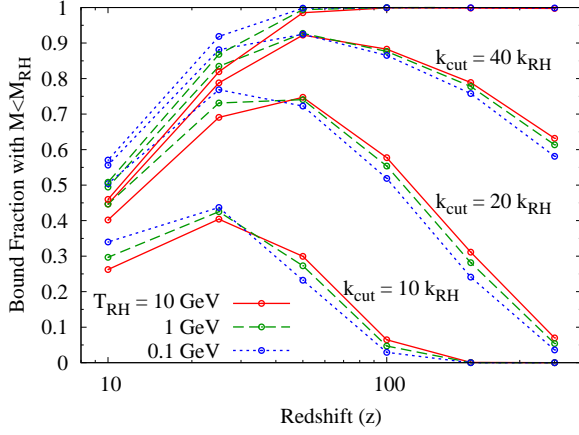 1
0.9
0.8
0.7
0.6
0.5
0.4
0.3
0.2
0.1
0
Bound Fraction with M<M_RH
k_cut = 40 k_RH
k_cut = 20 k_RH
k_cut = 10 k_RH
T_RH = 10 GeV
1 GeV
0.1 GeV
10
100
Redshift (z)